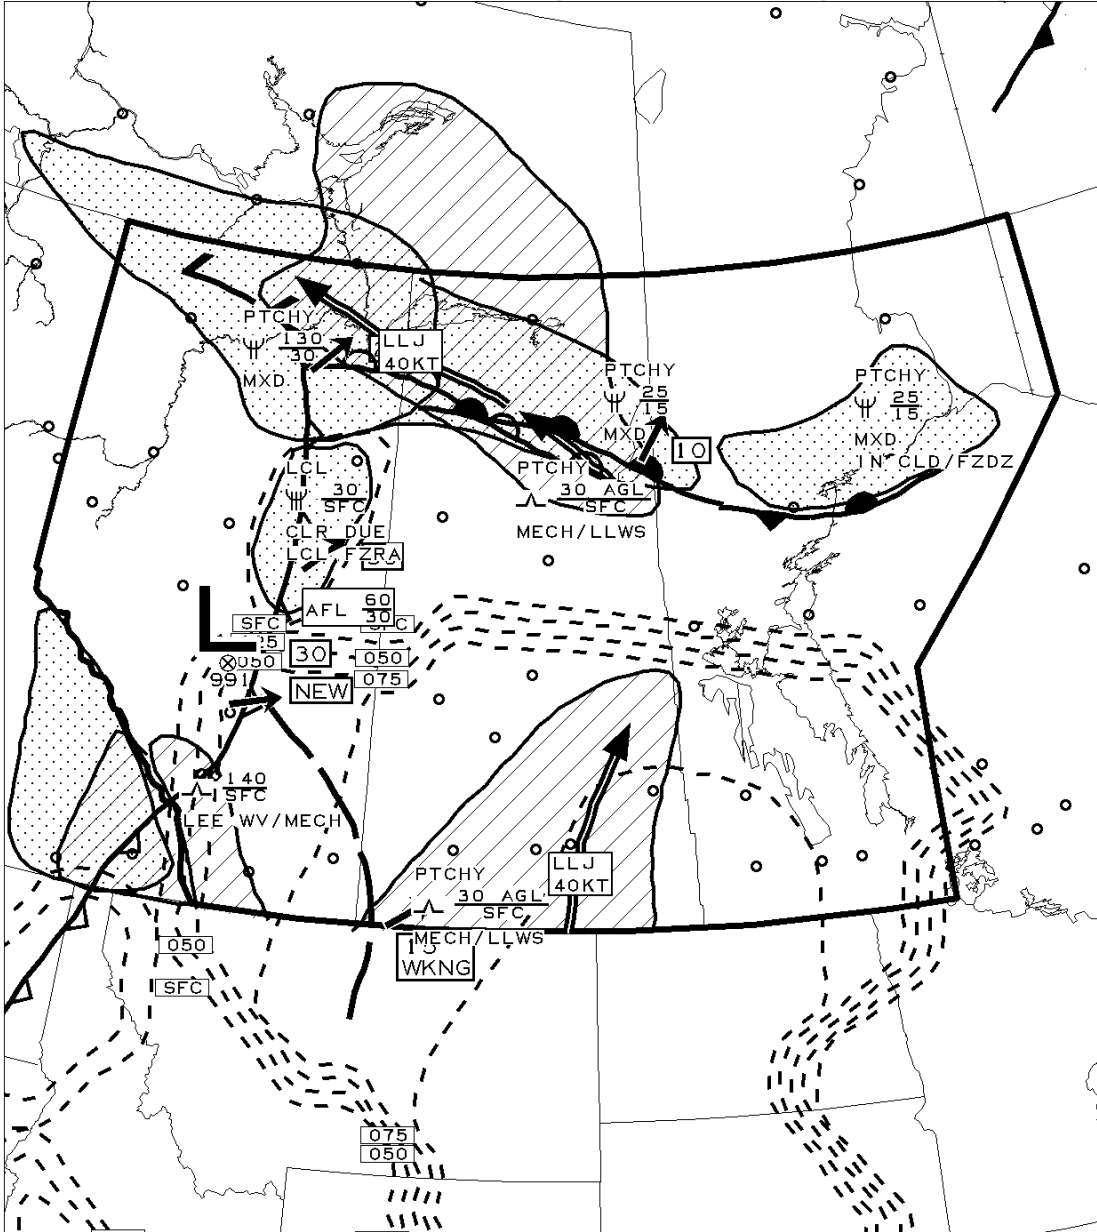 PTCHY
130
30
MXD
LLJ
40KT
PTCHY
25
15
MXD
10
PTCHY
25
15
MXD
IN CLD/FZDZ
LCL
30
SFC
CLR DUE
LCL FZRA
PTCHY
30 AGL
SFC
MECH/LLWS
AFL 60
30
SFC
050
991
30
NEW
050
075
140
SFC
LEE WV/MECH
LLJ
40KT
PTCHY
30 AGL
SFC
MECH/LLWS
WKNG
050
SFC
075
050